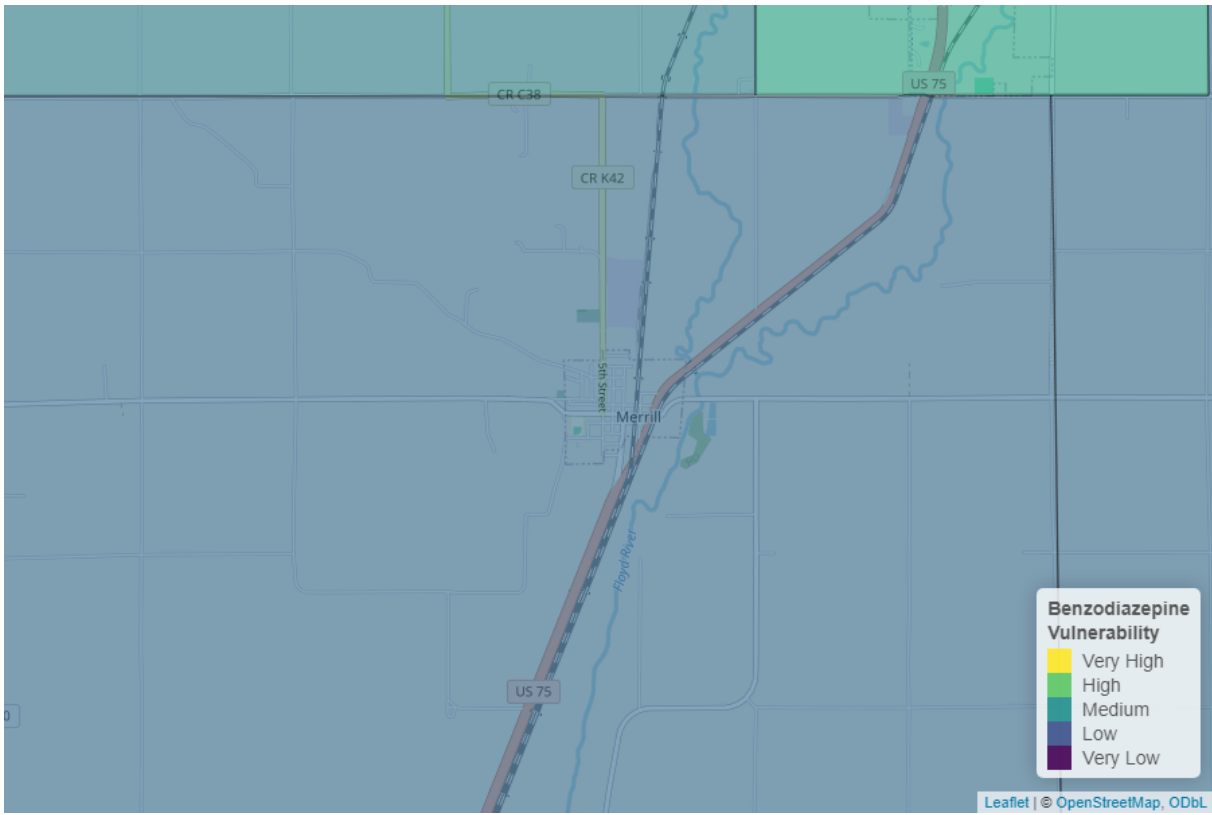 US 75
CR C38
CR K42
5th Street
Merrill
Floyd River
US 75
0
Benzodiazepine
Vulnerability
Very High
High
Medium
Low
Very Low
Leaflet | © OpenStreetMap, ODbL